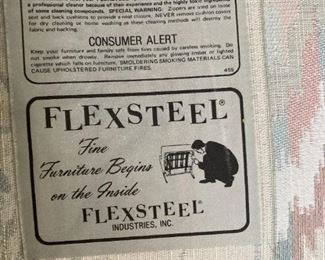 a professional cleaner because of their experience and the highly toxic ingredients
of some cleaning compounds. SPECIAL WARNING: Zippers are used on loose
seat and back cushions to provide a neat closure. NEVER remove cushion covers
for dry cleaning or home washing as these cleaning methods will destroy the
fabric and backing.
CONSUMER ALERT
Keep your furniture and family safe from fires caused by careless smoking. Do
not smoke when drowsy. Remove immediately any glowing ember or lighted
cigarette which falls on furniture. SMOLDERING SMOKING MATERIALS CAN
CAUSE UPHOLSTERED FURNITURE FIRES.
FLEXSTEEL®
Fine
Furniture Begins
on the Inside
FLEXSTEEL®
INDUSTRIES, INC.